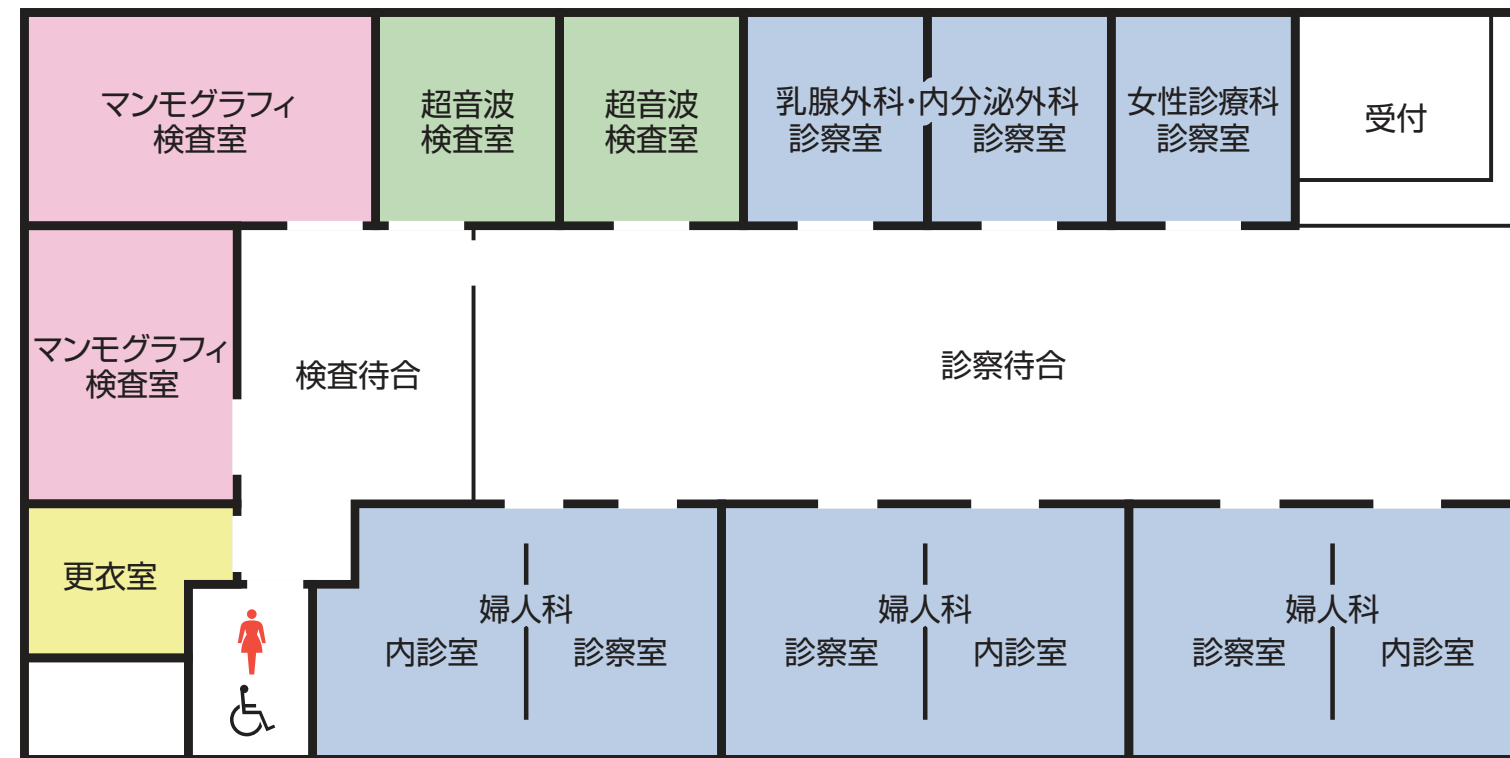 マンモグラフィ
検査室
超音波
検査室
超音波
検査室
乳腺外科・内分泌外科
診察室
診察室
女性診療科
診察室
受付
マンモグラフィ
検査室
検査待合
診察待合
更衣室
婦人科
内診室
診察室
婦人科
診察室
内診室
婦人科
診察室
内診室